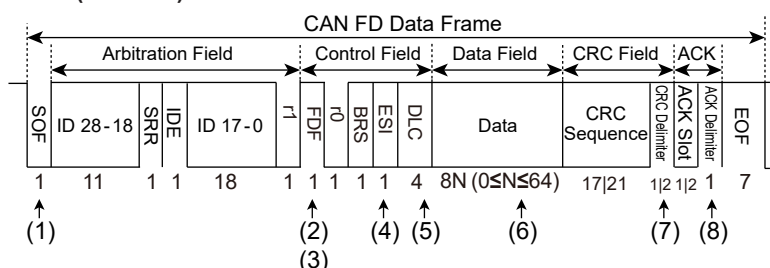 CAN FD Data Frame
Arbitration Field Control Field Data Field CRC Field ACK
SOF ID 28-18 SRR IDE ID 17-0 r1 FDF r0 BRS ESI DLC Data CRC Sequence CRC Delimiter ACK Slot ACK Delimiter EOF
1 11 1 1 18 1 1 1 1 1 4 8N (0≤N≤64) 17|21 1|2 1|2 1 7
(1) (2) (4) (5) (6) (7) (8)
(3)